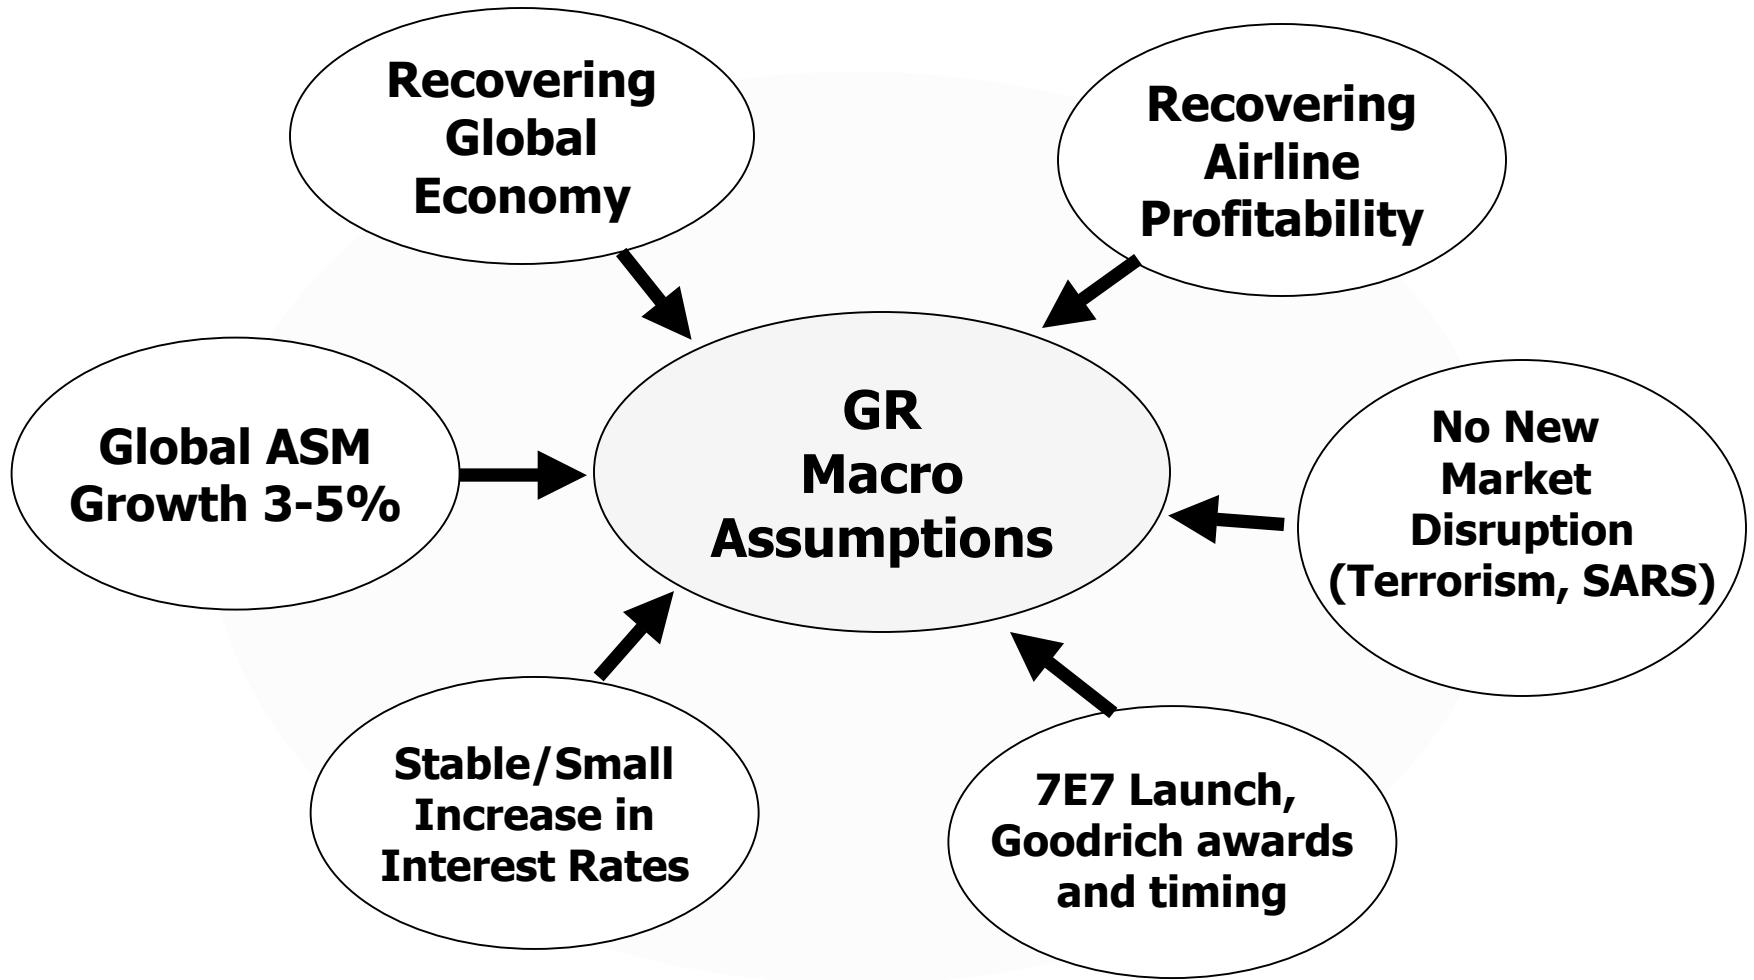 Recovering
Global
Economy
Recovering
Airline
Profitability
Global ASM
Growth 3-5%
GR
Macro
Assumptions
No New
Market
Disruption
(Terrorism, SARS)
Stable/Small
Increase in
Interest Rates
7E7 Launch,
Goodrich awards
and timing